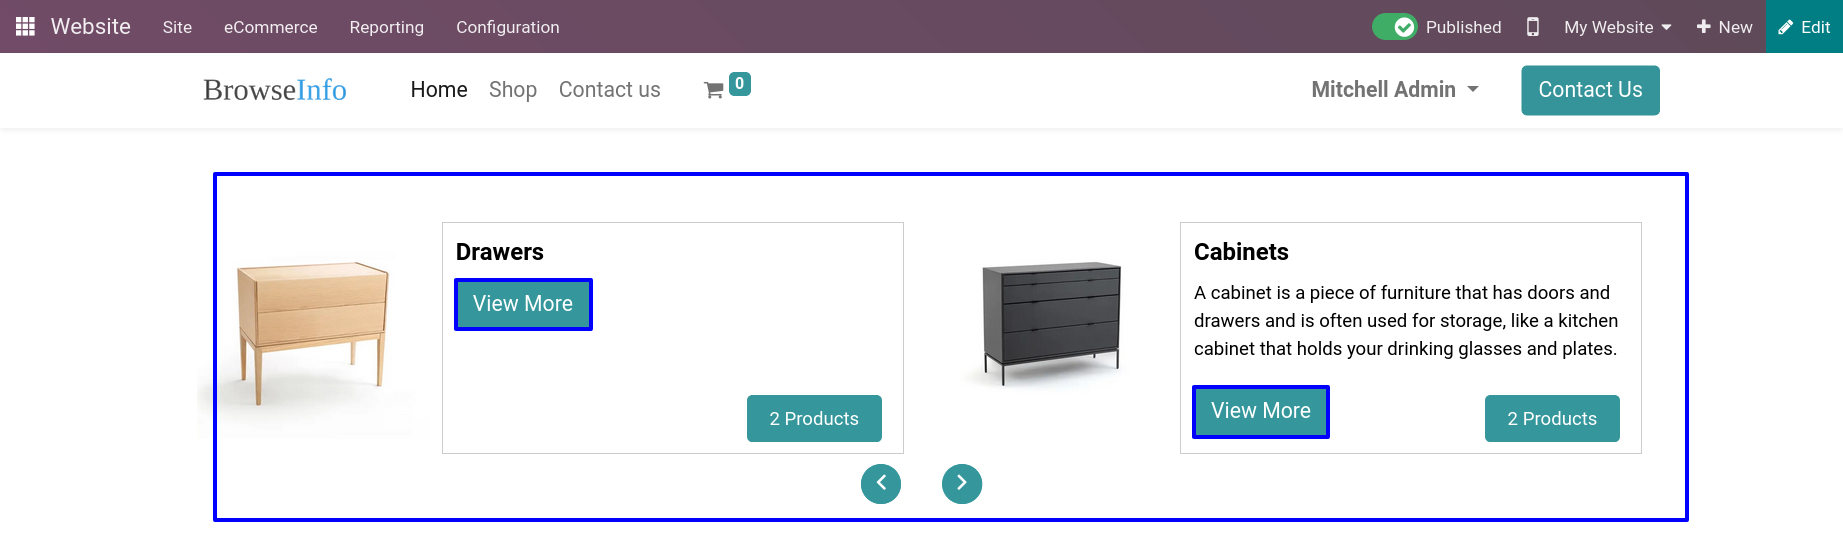 Website Site eCommerce Reporting Configuration Published My Website New Edit
BrowseInfo Home Shop Contact us 0 Mitchell Admin Contact Us
Drawers
View More
2 Products
Cabinets
A cabinet is a piece of furniture that has doors and
drawers and is often used for storage, like a kitchen
cabinet that holds your drinking glasses and plates.
View More
2 Products